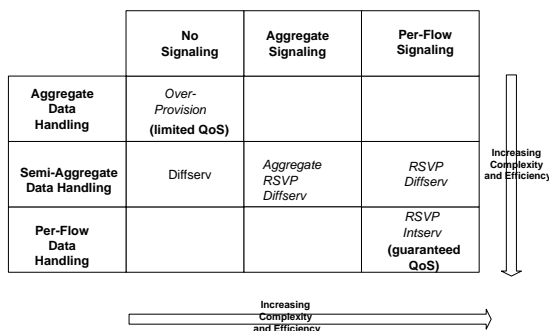 No
Signaling
Aggregate
Signaling
Per-Flow
Signaling
Aggregate
Data
Handling
Over-
Provision
(limited QoS)
Semi-Aggregate
Data Handling
Diffserv
Aggregate
RSVP
Diffserv
RSVP
Diffserv
Per-Flow
Data
Handling
RSVP
Intserv
(guaranteed
QoS)
Increasing
Complexity
and Efficiency
Increasing
Complexity
and Efficiency